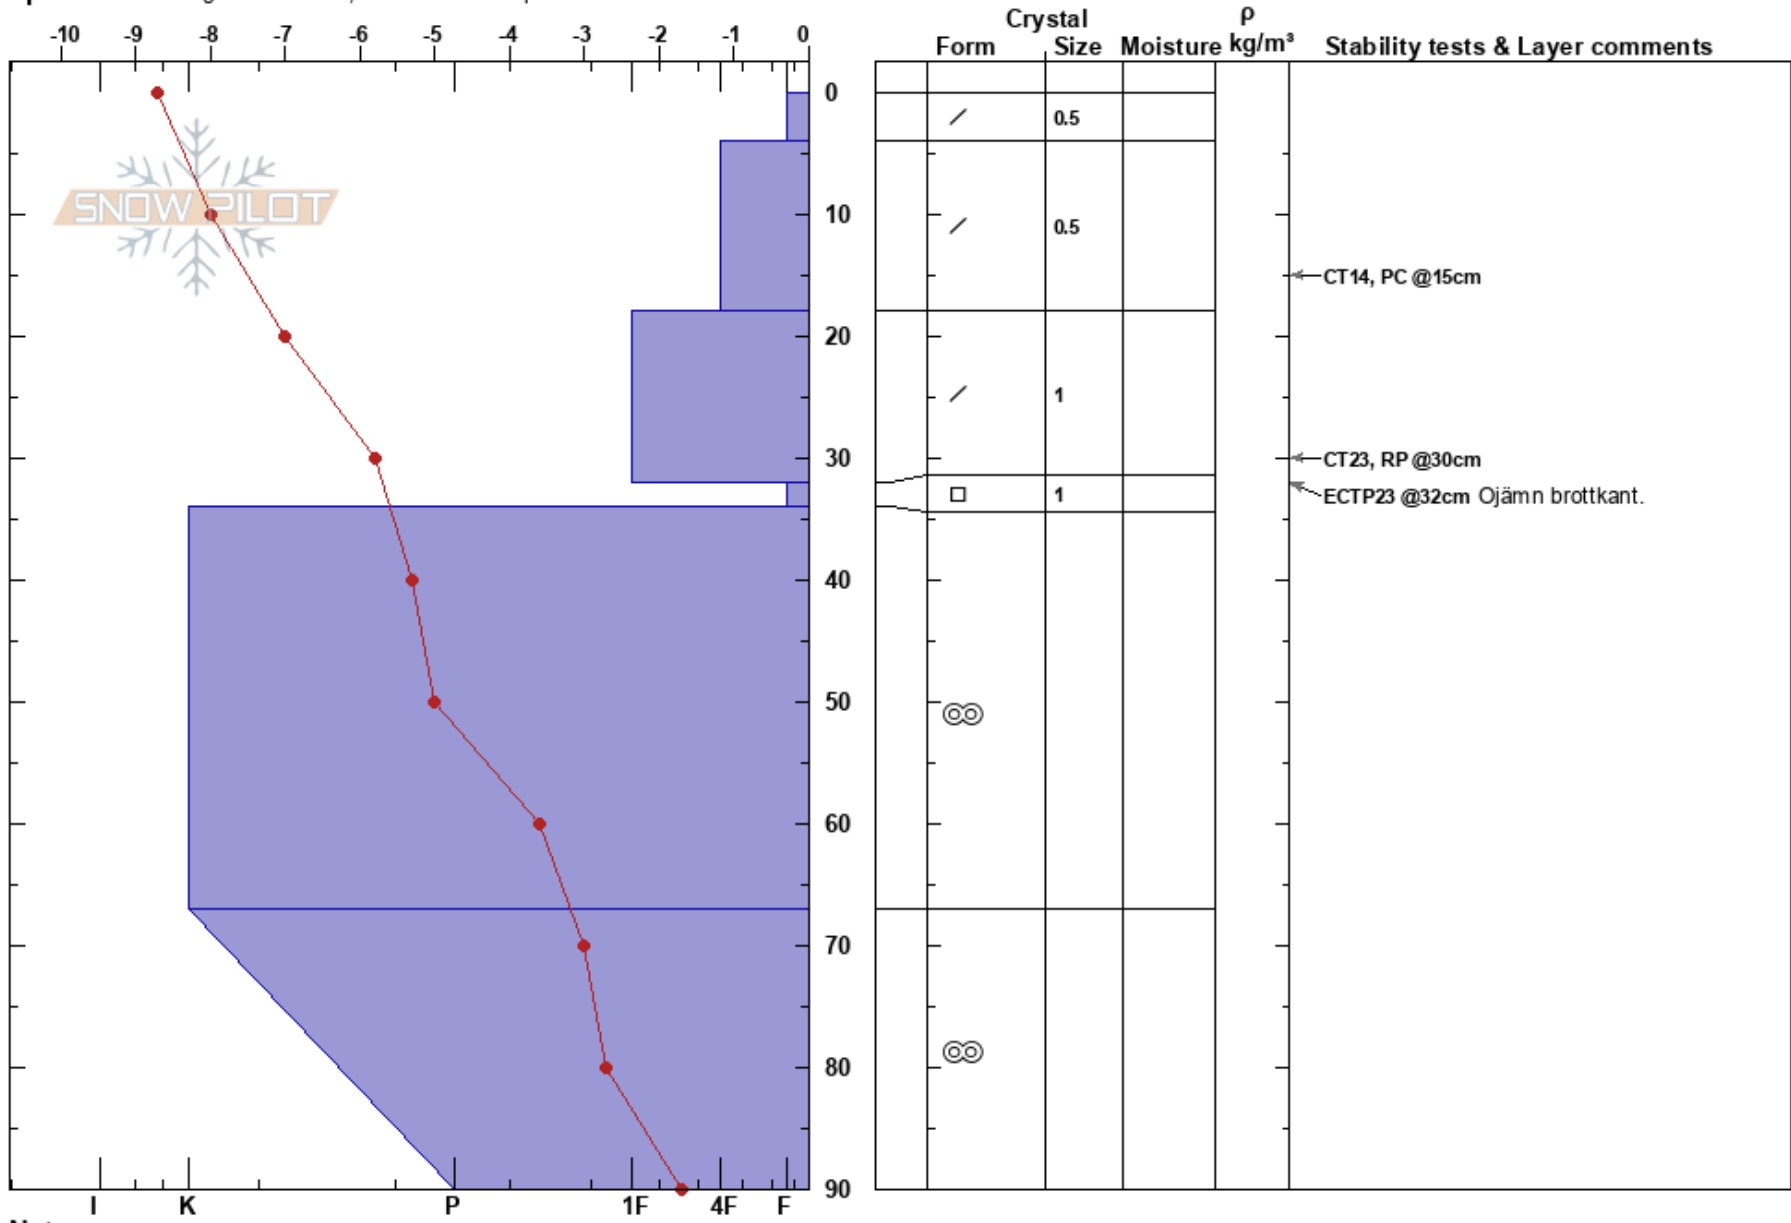 Crystal ρ
Form Size Moisture kg/m³ Stability tests & Layer comments
-10 -9 -8 -7 -6 -5 -4 -3 -2 -1 0
0
0.5
SNOW PILOT
10
0.5
CT14, PC @15cm
20
1
30
CT23, RP @30cm
1
ECTP23 @32cm Ojämn brottkant.
40
50
60
70
80
90
I K P 1F 4F F